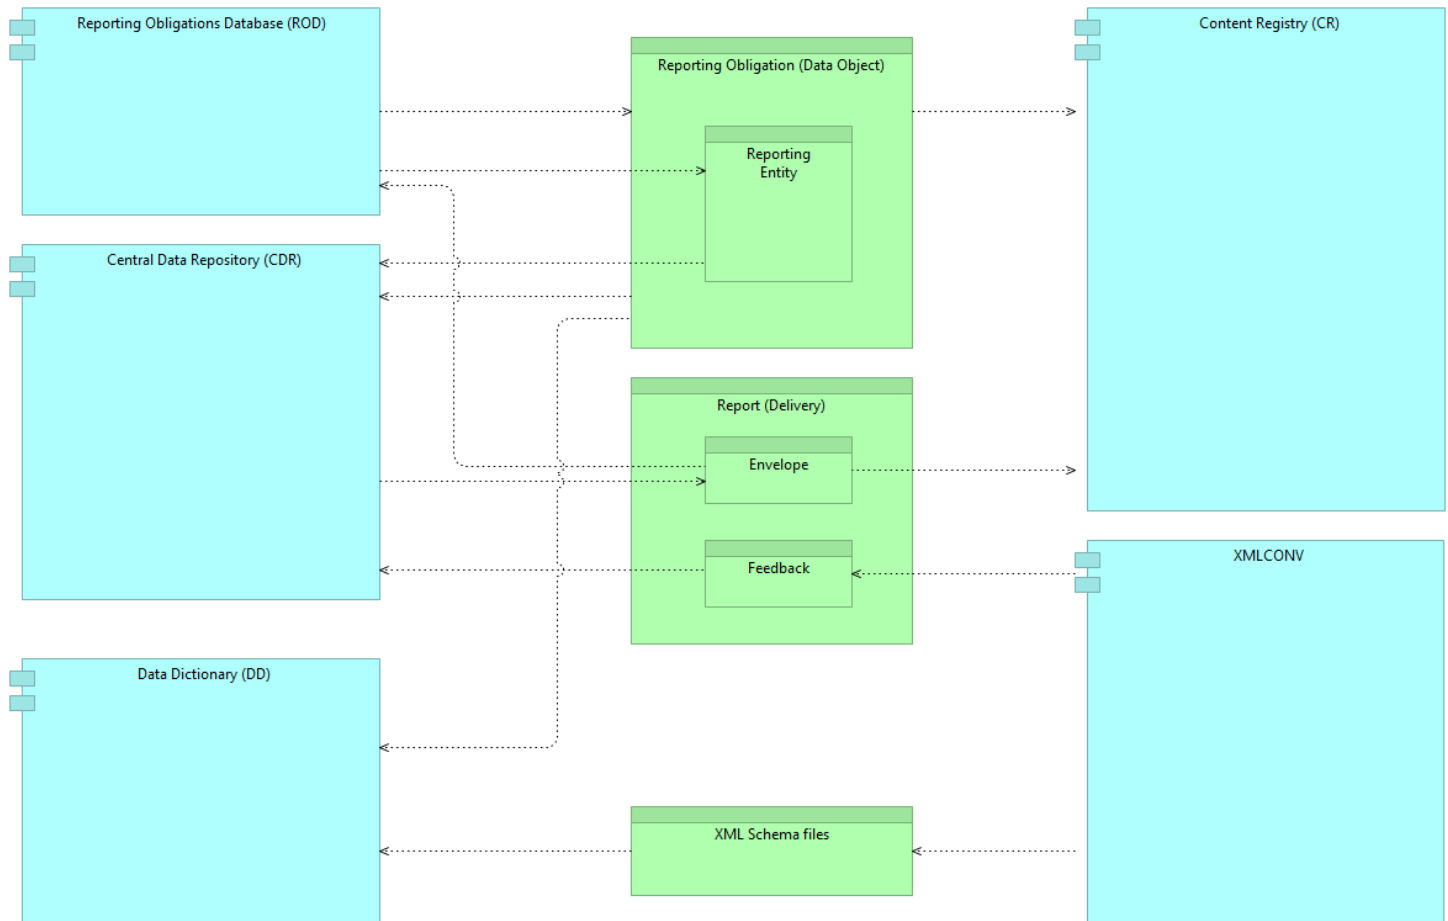 Reporting Obligations Database (ROD)
Content Registry (CR)
Reporting Obligation (Data Object)
Reporting
Entity
Central Data Repository (CDR)
Report (Delivery)
Envelope
Feedback
XMLCONV
Data Dictionary (DD)
XML Schema files